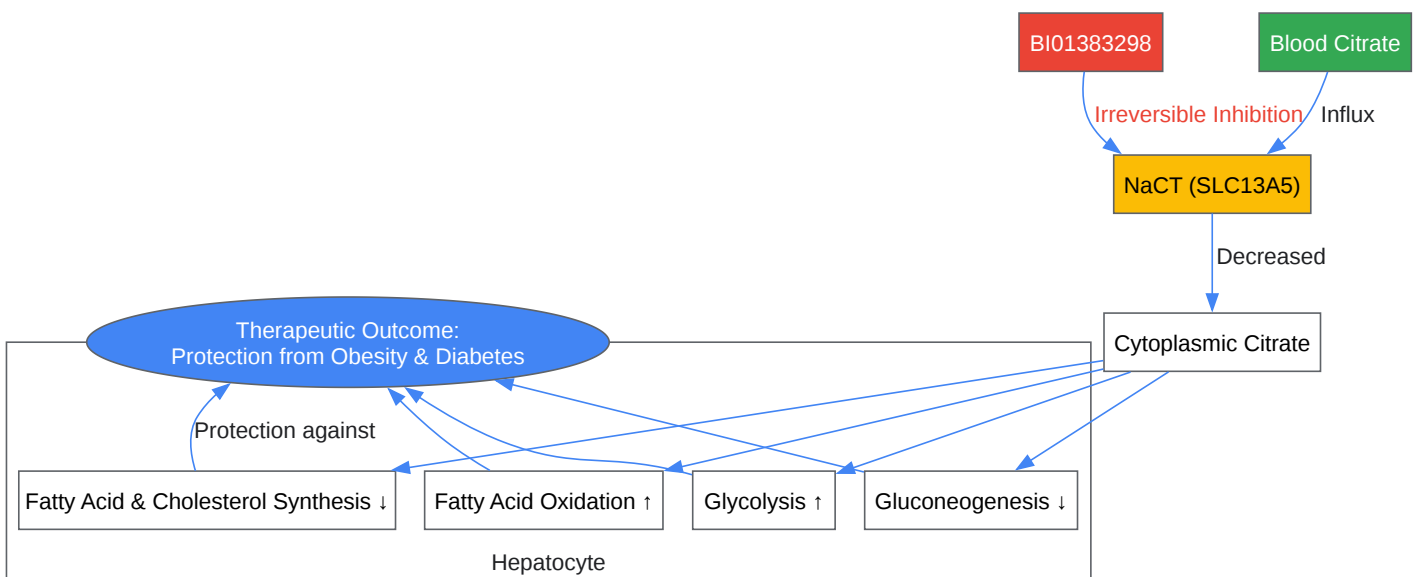 BI01383298
Blood Citrate
Irreversible Inhibition
Influx
NaCT (SLC13A5)
Decreased
Cytoplasmic Citrate
Therapeutic Outcome:
Protection from Obesity & Diabetes
Protection against
Fatty Acid & Cholesterol Synthesis ↓
Fatty Acid Oxidation ↑
Glycolysis ↑
Gluconeogenesis ↓
Hepatocyte